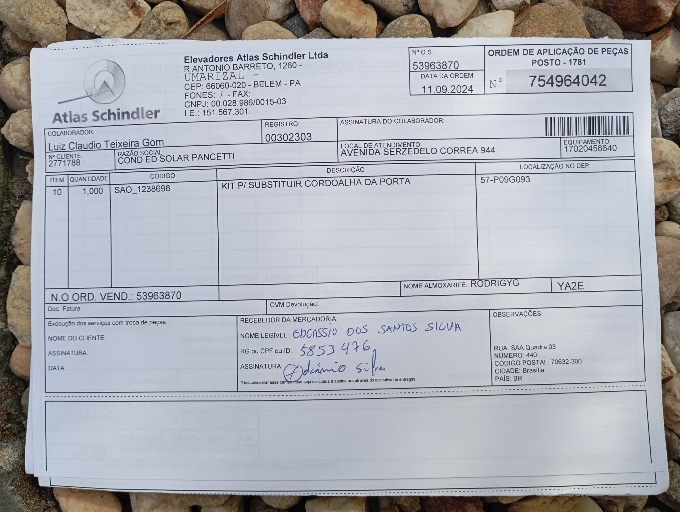 Elevadores Atlas Schindler Ltda
R ANTONIO BARRETO, 1260 -
UMARIZAL -
CEP: 66060-020 - BELEM - PA
FONES: / - FAX:
CNPJ: 00.028.986/0015-03
I.E.: 151.567.301.
Atlas Schindler
Nº O.S.
53963870
DATA DA ORDEM
11.09.2024
ORDEM DE APLICAÇÃO DE PEÇAS
POSTO - 1781
Nº 754964042
COLABORADOR:
Luiz Claudio Teixeira Gom
REGISTRO:
00302303
ASSINATURA DO COLABORADOR:
Nº CLIENTE
2771788
RAZÃO SOCIAL
COND ED SOLAR PANCETTI
LOCAL DE ATENDIMENTO
AVENIDA SERZEDELO CORREA 944
EQUIPAMENTO
ITEM QUANTIDADE CÓDIGO DESCRIÇÃO LOCALIZAÇÃO NO DEP.
10 1,000 SAO_1238698 KIT P/ SUBSTITUIR CORDOALHA DA PORTA 57-P09G093
N.O ORD. VEND.: 53963870
NOME ALMOXARIFE: RODRIGYG YA2E
Doc. Fatura
CVM Devolução:
Execução dos serviços com troca de peças:
NOME DO CLIENTE
ASSINATURA
DATA
RECEBEDOR DA MERCADORIA:
NOME LEGÍVEL: EDCASSIO DOS SANTOS SILVA
RG ou CPF ou ID: 5853476
ASSINATURA:
OBSERVAÇÕES:
RUA: SAA Quadra 03
NÚMERO: 440
CÓDIGO POSTAL: 70632-300
CIDADE: Brasília
PAÍS: BR